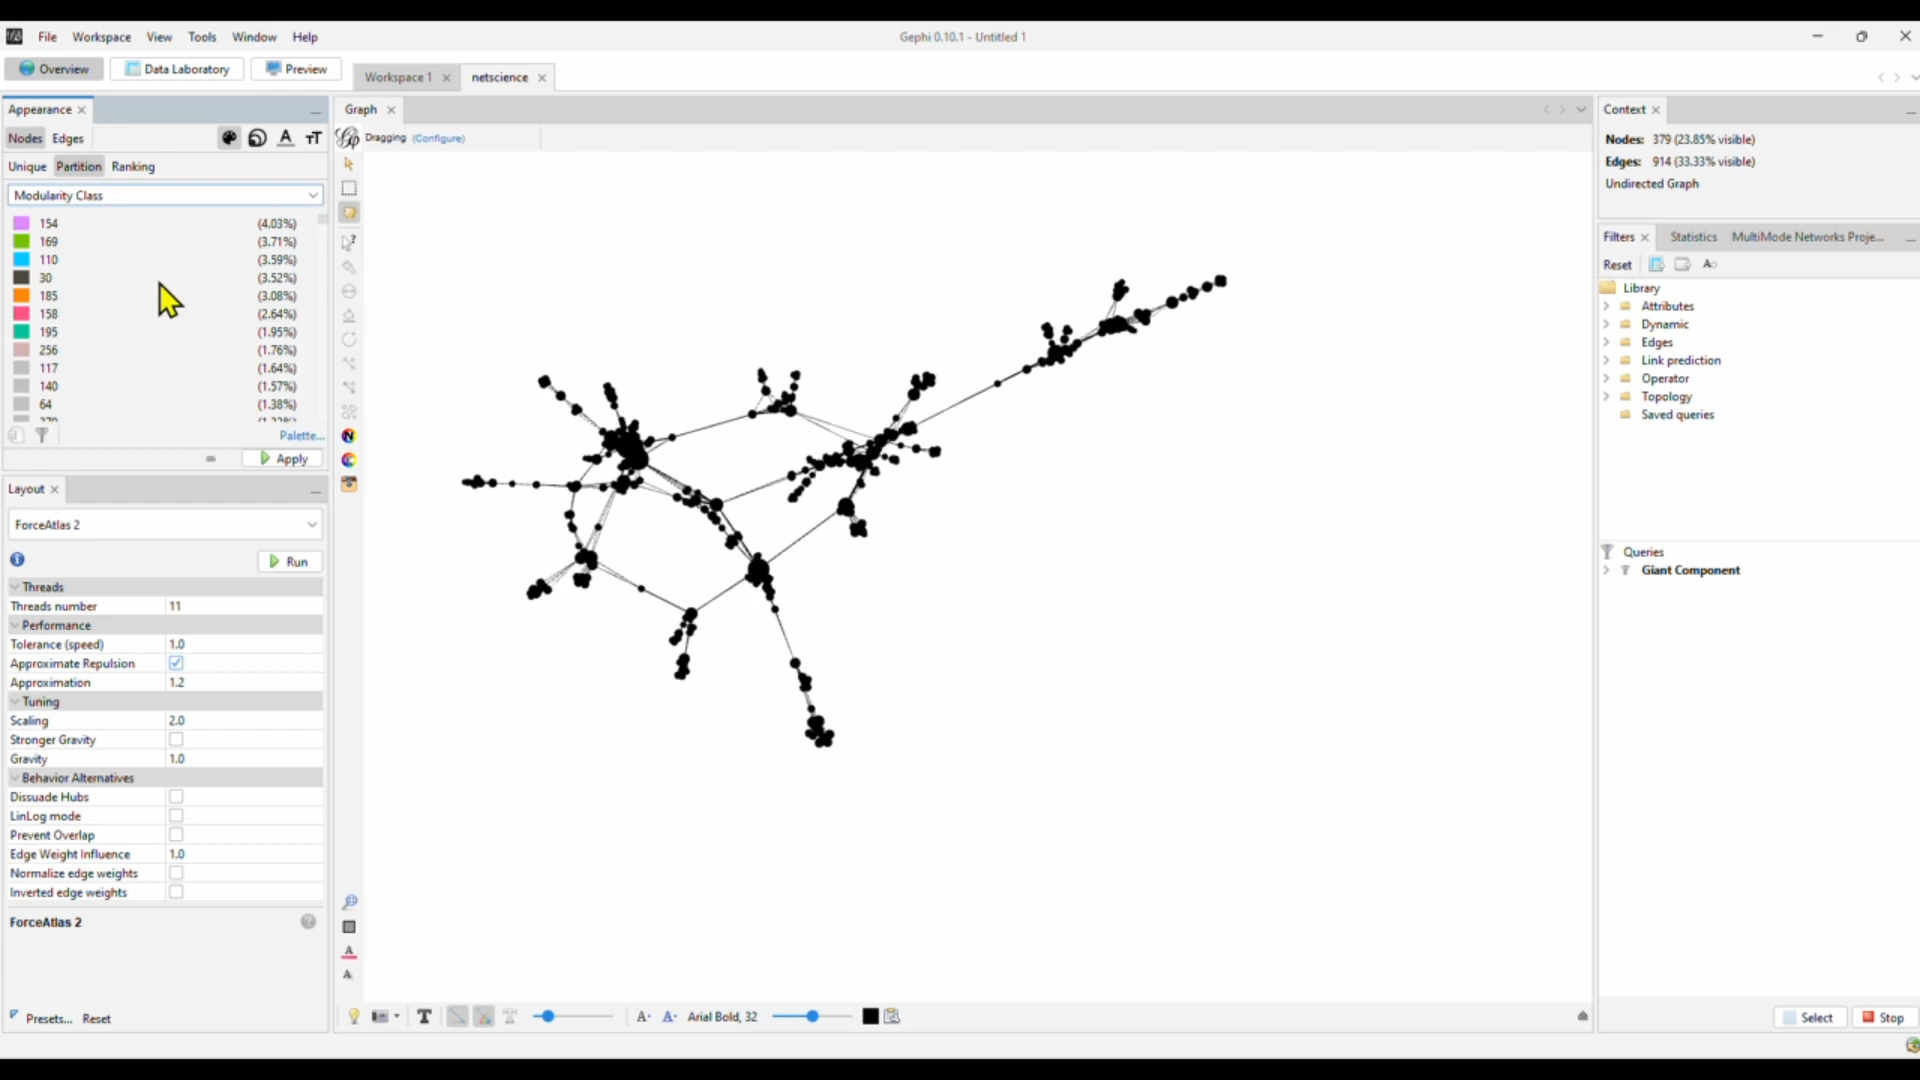 File Workspace View Tools Window Help
Gephi 0.10.1 - Untitled 1
Overview Data Laboratory Preview
Workspace 1 netscience
Appearance
Nodes Edges
Unique Partition Ranking
Modularity Class
154 (4.03%)
169 (3.71%)
110 (3.59%)
30 (3.52%)
185 (3.08%)
158 (2.64%)
195 (1.95%)
256 (1.76%)
117 (1.64%)
140 (1.57%)
64 (1.38%)
Palette...
Apply
Layout
ForceAtlas 2
Run
Threads
Threads number 11
Performance
Tolerance (speed) 1.0
Approximate Repulsion
Approximation 1.2
Tuning
Scaling 2.0
Stronger Gravity
Gravity 1.0
Behavior Alternatives
Dissuade Hubs
LinLog mode
Prevent Overlap
Edge Weight Influence 1.0
Normalize edge weights
Inverted edge weights
ForceAtlas 2
Presets... Reset
Graph
Dragging (Configure)
Arial Bold, 32
Context
Nodes: 379 (23.85% visible)
Edges: 914 (33.33% visible)
Undirected Graph
Filters Statistics MultiMode Networks Proje...
Reset
Library
Attributes
Dynamic
Edges
Link prediction
Operator
Topology
Saved queries
Queries
Giant Component
Select Stop